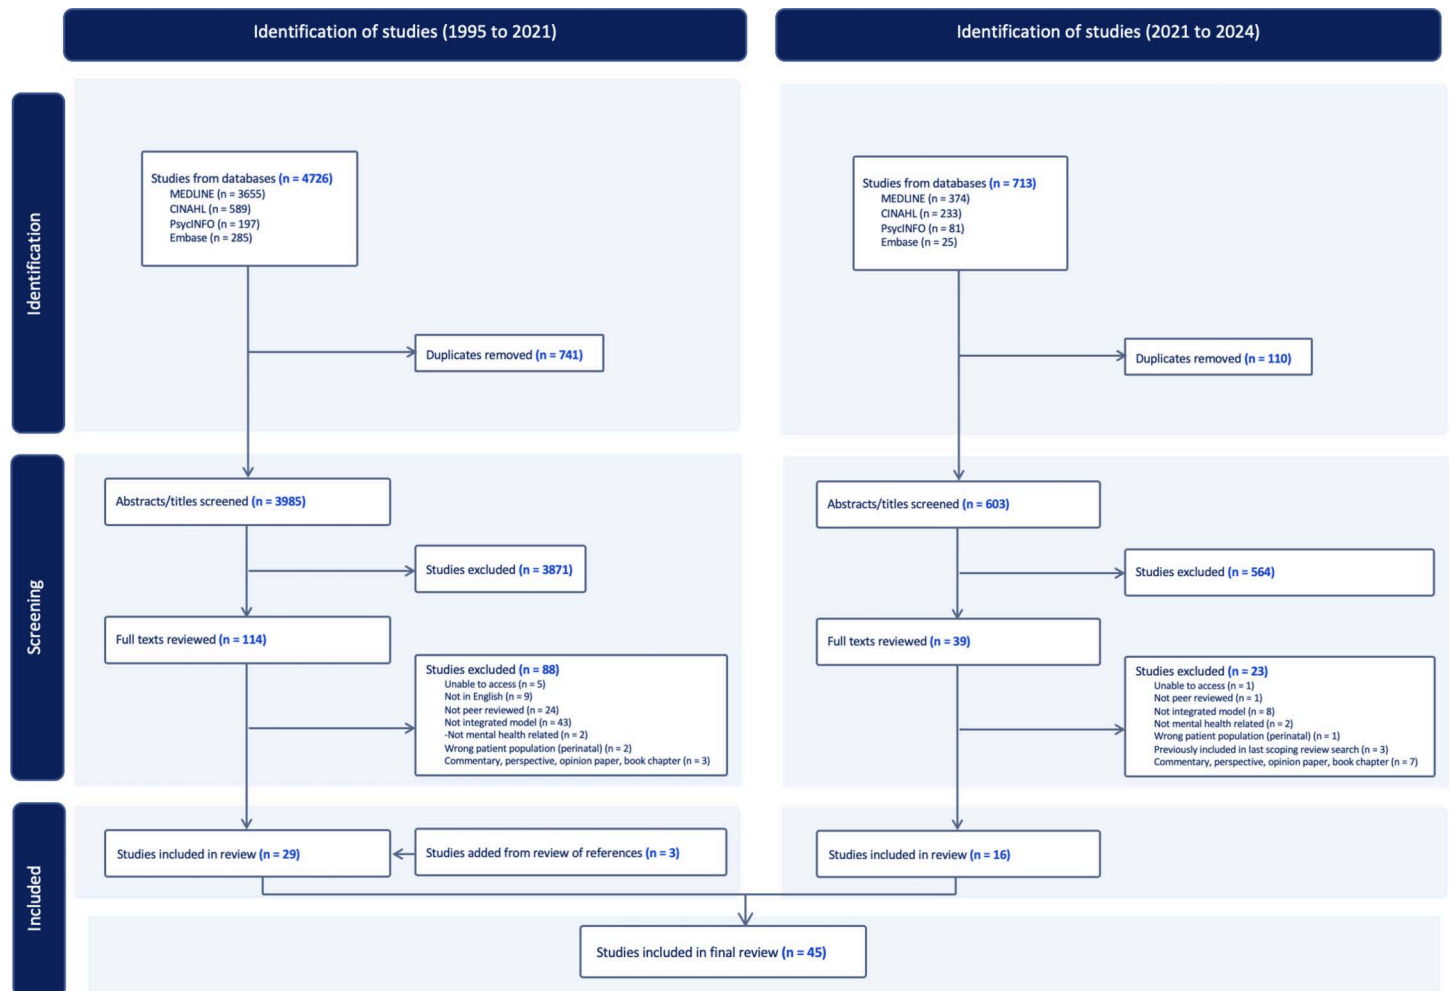 Identification of studies (1995 to 2021)
Identification of studies (2021 to 2024)
Identification
Studies from databases (n = 4726)
MEDLINE (n = 3655)
CINAHL (n = 589)
PsycINFO (n = 197)
Embase (n = 285)
Duplicates removed (n = 741)
Studies from databases (n = 713)
MEDLINE (n = 374)
CINAHL (n = 233)
PsycINFO (n = 81)
Embase (n = 25)
Duplicates removed (n = 110)
Screening
Abstracts/titles screened (n = 3985)
Studies excluded (n = 3871)
Full texts reviewed (n = 114)
Studies excluded (n = 88)
Unable to access (n = 5)
Not in English (n = 9)
Not peer reviewed (n = 24)
Not integrated model (n = 43)
-Not mental health related (n = 2)
Wrong patient population (perinatal) (n = 2)
Commentary, perspective, opinion paper, book chapter (n = 3)
Abstracts/titles screened (n = 603)
Studies excluded (n = 564)
Full texts reviewed (n = 39)
Studies excluded (n = 23)
Unable to access (n = 1)
Not peer reviewed (n = 1)
Not integrated model (n = 8)
Not mental health related (n = 2)
Wrong patient population (perinatal) (n = 1)
Previously included in last scoping review search (n = 3)
Commentary, perspective, opinion paper, book chapter (n = 7)
Included
Studies included in review (n = 29)
Studies added from review of references (n = 3)
Studies included in review (n = 16)
Studies included in final review (n = 45)